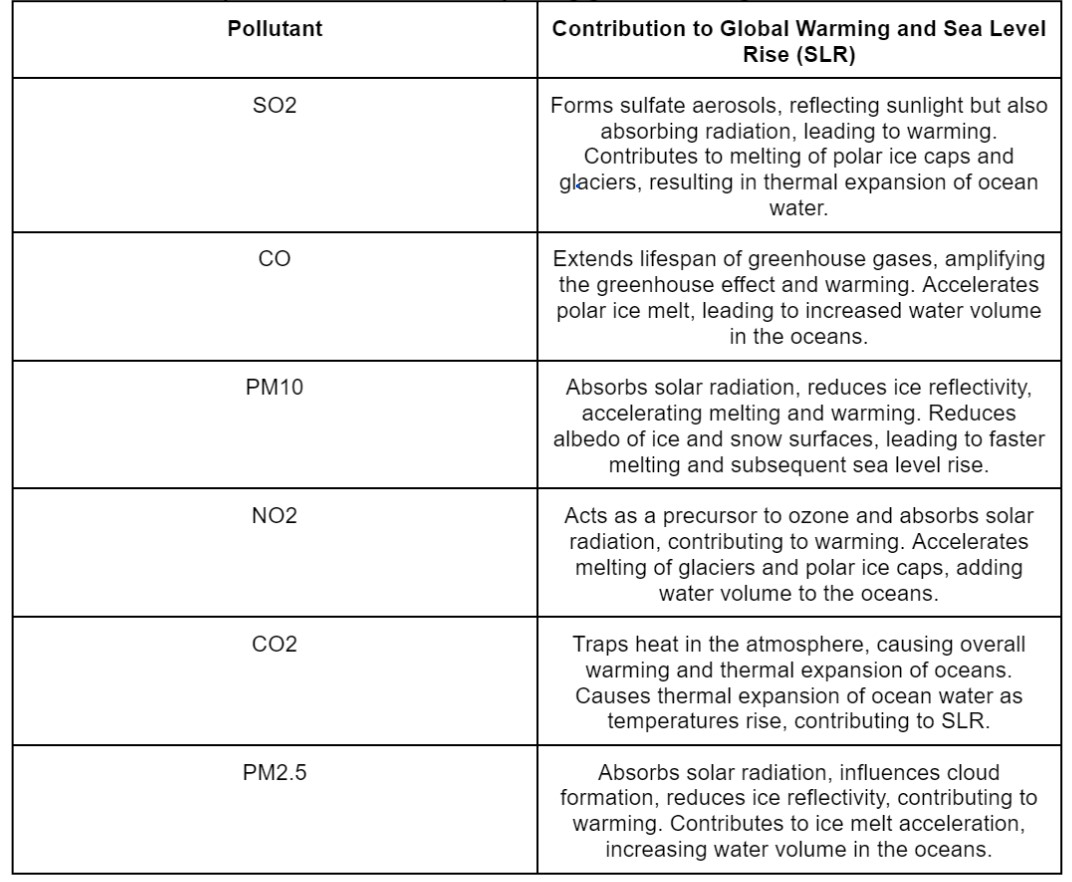 Pollutant
Contribution to Global Warming and Sea Level
Rise (SLR)
SO2
Forms sulfate aerosols, reflecting sunlight but also
absorbing radiation, leading to warming.
Contributes to melting of polar ice caps and
glaciers, resulting in thermal expansion of ocean
water.
CO
Extends lifespan of greenhouse gases, amplifying
the greenhouse effect and warming. Accelerates
polar ice melt, leading to increased water volume
in the oceans.
PM10
Absorbs solar radiation, reduces ice reflectivity,
accelerating melting and warming. Reduces
albedo of ice and snow surfaces, leading to faster
melting and subsequent sea level rise.
NO2
Acts as a precursor to ozone and absorbs solar
radiation, contributing to warming. Accelerates
melting of glaciers and polar ice caps, adding
water volume to the oceans.
CO2
Traps heat in the atmosphere, causing overall
warming and thermal expansion of oceans.
Causes thermal expansion of ocean water as
temperatures rise, contributing to SLR.
PM2.5
Absorbs solar radiation, influences cloud
formation, reduces ice reflectivity, contributing to
warming. Contributes to ice melt acceleration,
increasing water volume in the oceans.